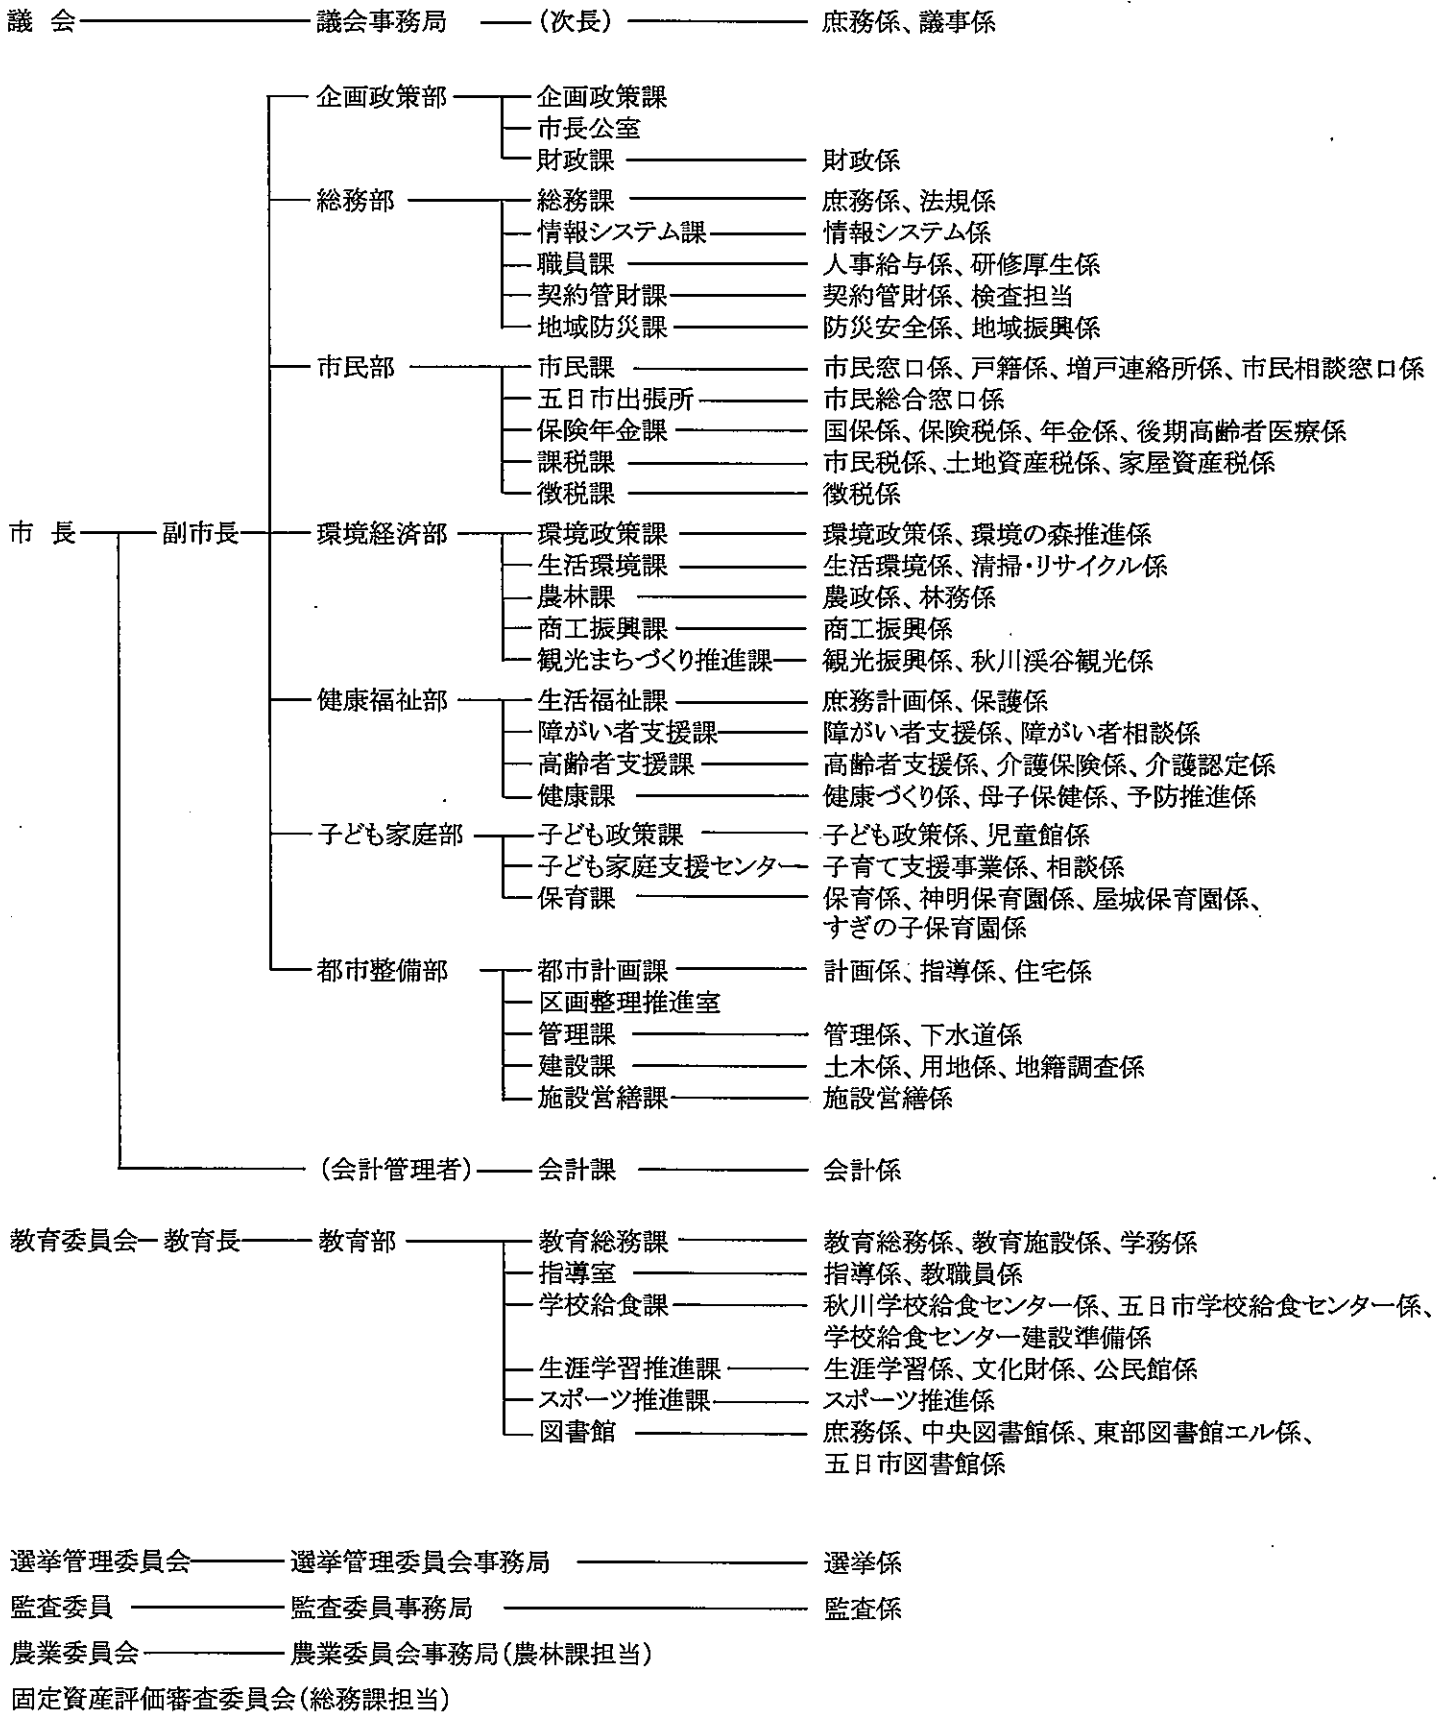 議 会 議会事務局 (次長) 庶務係、議事係
企画政策部 企画政策課
市長公室
財政課 財政係
総務部 総務課 庶務係、法規係
情報システム課 情報システム係
職員課 人事給与係、研修厚生係
契約管財課 契約管財係、検査担当
地域防災課 防災安全係、地域振興係
市民部 市民課 市民窓口係、戸籍係、増戸連絡所係、市民相談窓口係
五日市出張所 市民総合窓口係
保険年金課 国保係、保険税係、年金係、後期高齢者医療係
課税課 市民税係、土地資産税係、家屋資産税係
徴税課 徴税係
市 長 副市長 環境経済部 環境政策課 環境政策係、環境の森推進係
生活環境課 生活環境係、清掃・リサイクル係
農林課 農政係、林務係
商工振興課 商工振興係
観光まちづくり推進課 観光振興係、秋川渓谷観光係
健康福祉部 生活福祉課 庶務計画係、保護係
障がい者支援課 障がい者支援係、障がい者相談係
高齢者支援課 高齢者支援係、介護保険係、介護認定係
健康課 健康づくり係、母子保健係、予防推進係
子ども家庭部 子ども政策課 子ども政策係、児童館係
子ども家庭支援センター 子育て支援事業係、相談係
保育課 保育係、神明保育園係、屋城保育園係、
すぎの子保育園係
都市整備部 都市計画課 計画係、指導係、住宅係
区画整理推進室
管理課 管理係、下水道係
建設課 土木係、用地係、地籍調査係
施設営繕課 施設営繕係
(会計管理者) 会計課 会計係
教育委員会 教育長 教育部 教育総務課 教育総務係、教育施設係、学務係
指導室 指導係、教職員係
学校給食課 秋川学校給食センター係、五日市学校給食センター係、
学校給食センター建設準備係
生涯学習推進課 生涯学習係、文化財係、公民館係
スポーツ推進課 スポーツ推進係
図書館 庶務係、中央図書館係、東部図書館エル係、
五日市図書館係
選挙管理委員会 選挙管理委員会事務局 選挙係
監査委員 監査委員事務局 監査係
農業委員会 農業委員会事務局(農林課担当)
固定資産評価審査委員会(総務課担当)